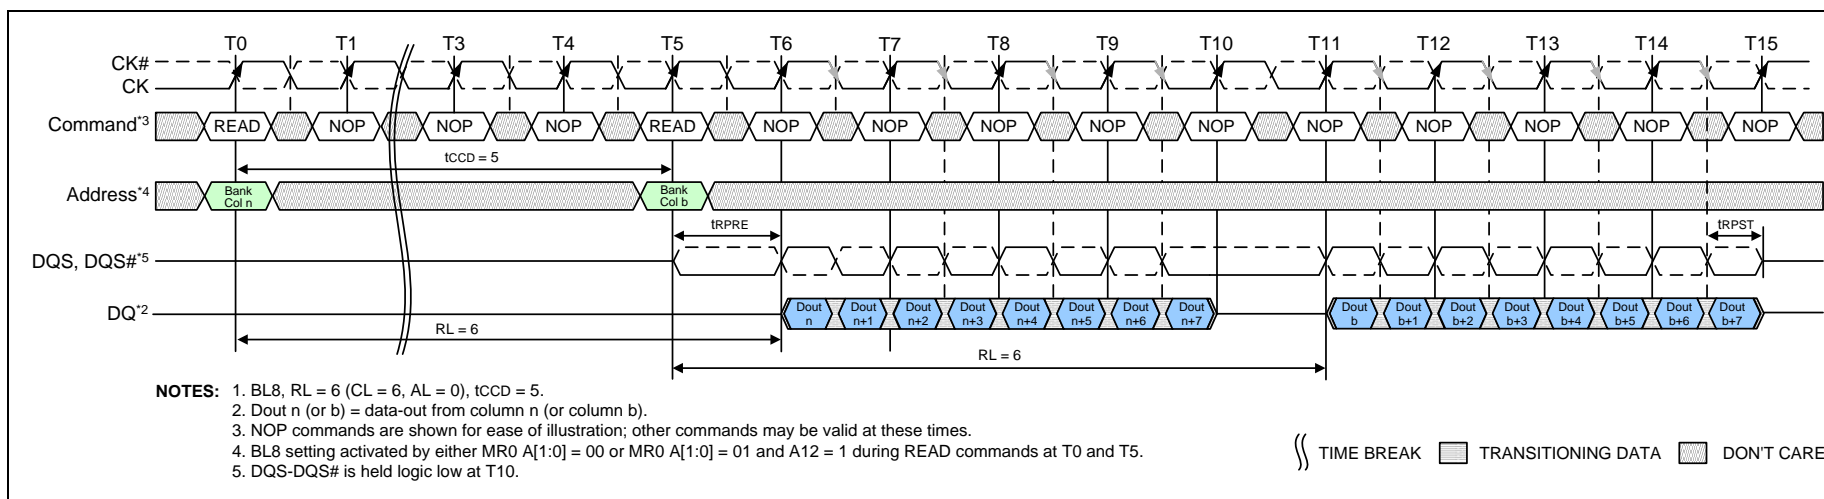 T0 T1 T3 T4 T5 T6 T7 T8 T9 T10 T11 T12 T13 T14 T15
CK#
CK
Command*3 READ NOP NOP NOP READ NOP NOP NOP NOP NOP NOP NOP NOP NOP NOP
tCCD = 5
Address*4 Bank Col n Bank Col b
tRPRE tRPST
DQS, DQS#*5
DQ*2 Dout n Dout n+1 Dout n+2 Dout n+3 Dout n+4 Dout n+5 Dout n+6 Dout n+7 Dout b Dout b+1 Dout b+2 Dout b+3 Dout b+4 Dout b+5 Dout b+6 Dout b+7
RL = 6
RL = 6
NOTES: 1. BL8, RL = 6 (CL = 6, AL = 0), tCCD = 5.
2. Dout n (or b) = data-out from column n (or column b).
3. NOP commands are shown for ease of illustration; other commands may be valid at these times.
4. BL8 setting activated by either MR0 A[1:0] = 00 or MR0 A[1:0] = 01 and A12 = 1 during READ commands at T0 and T5.
5. DQS-DQS# is held logic low at T10.
TIME BREAK TRANSITIONING DATA DON'T CARE